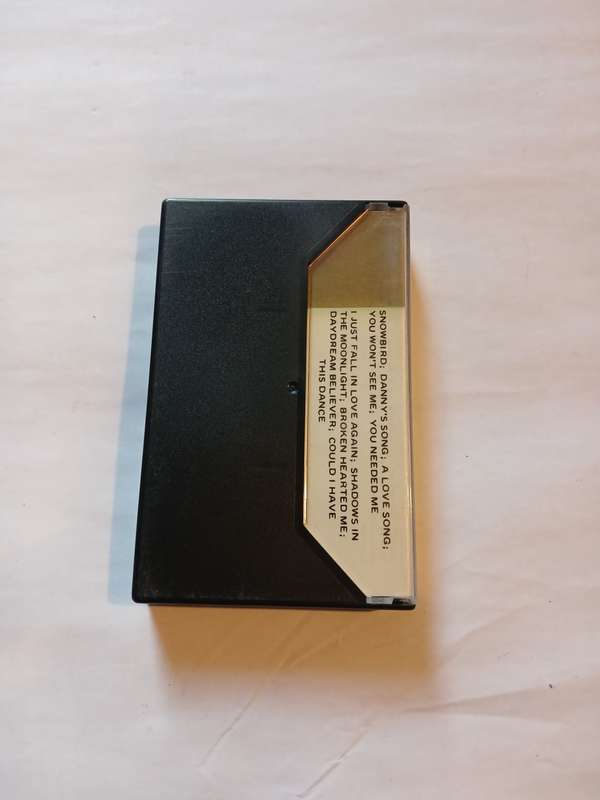 SNOWBIRD; DANNY'S SONG; A LOVE SONG;
YOU WON'T SEE ME; YOU NEEDED ME
I JUST FALL IN LOVE AGAIN; SHADOWS IN
THE MOONLIGHT; BROKEN HEARTED ME;
DAYDREAM BELIEVER; COULD I HAVE
THIS DANCE